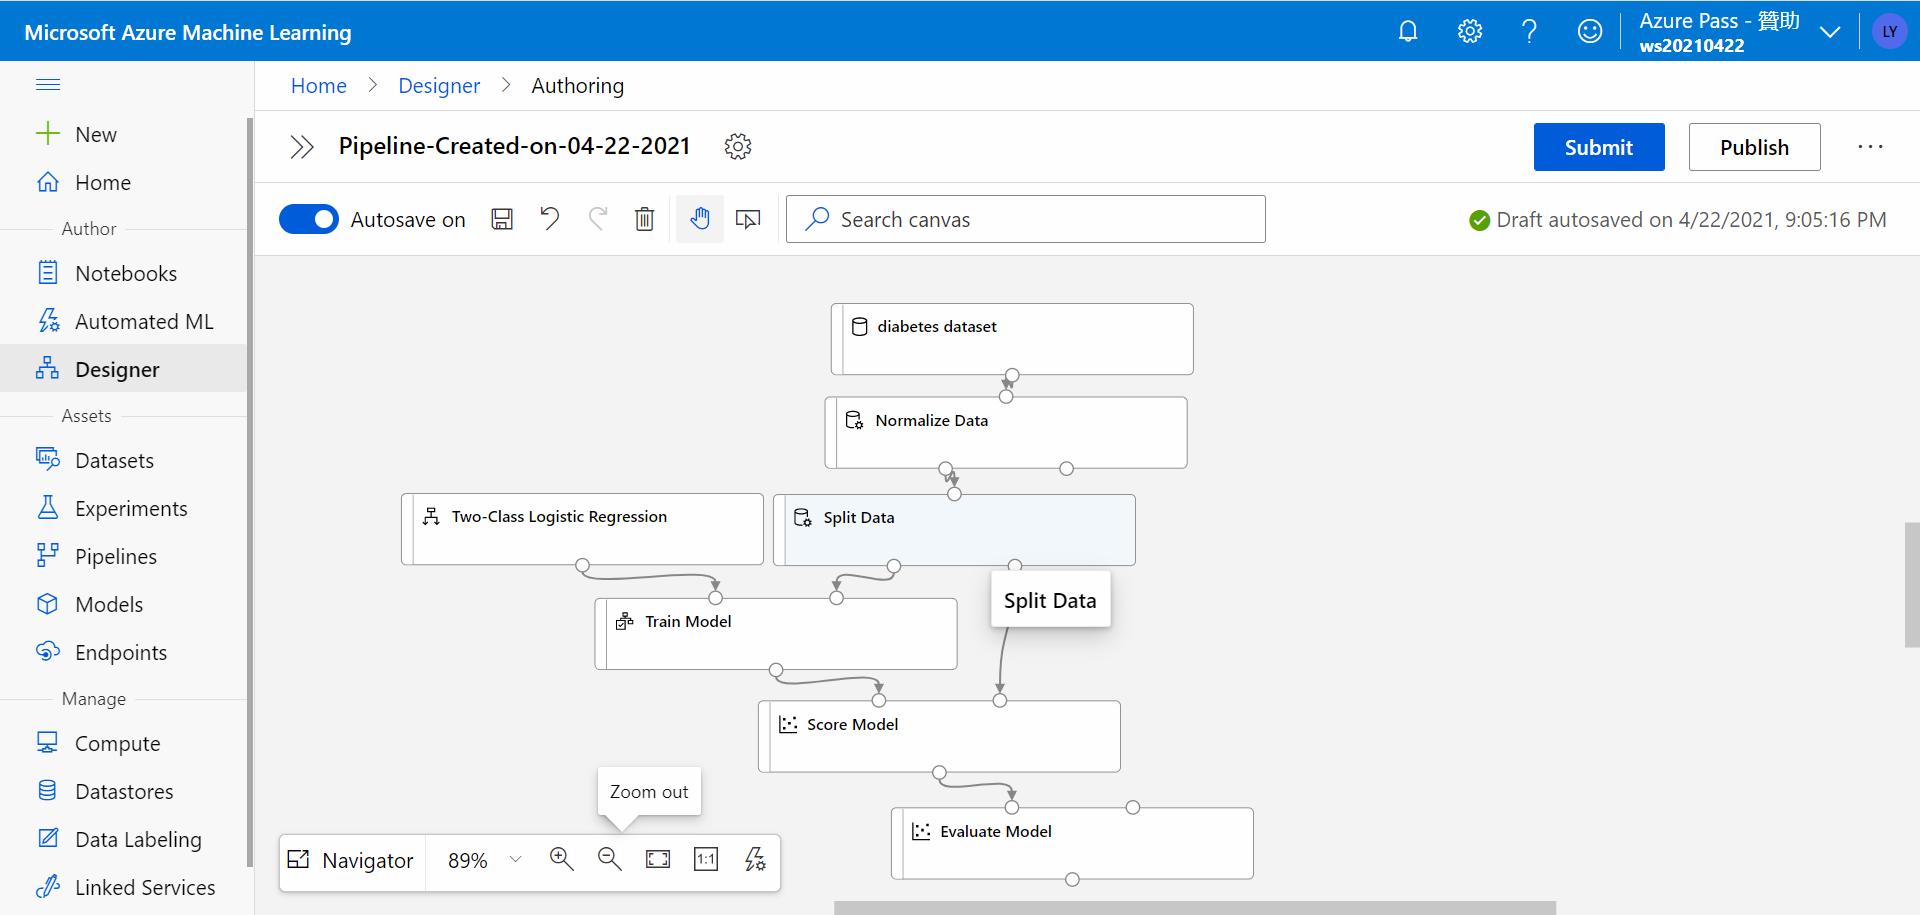 Microsoft Azure Machine Learning
Azure Pass - 贊助
ws20210422
LY
New
Home
Author
Notebooks
Automated ML
Designer
Assets
Datasets
Experiments
Pipelines
Models
Endpoints
Manage
Compute
Datastores
Data Labeling
Linked Services
Home > Designer > Authoring
Pipeline-Created-on-04-22-2021
Submit
Publish
Autosave on
Search canvas
Draft autosaved on 4/22/2021, 9:05:16 PM
diabetes dataset
Normalize Data
Two-Class Logistic Regression
Split Data
Split Data
Train Model
Score Model
Evaluate Model
Zoom out
Navigator
89%
1:1